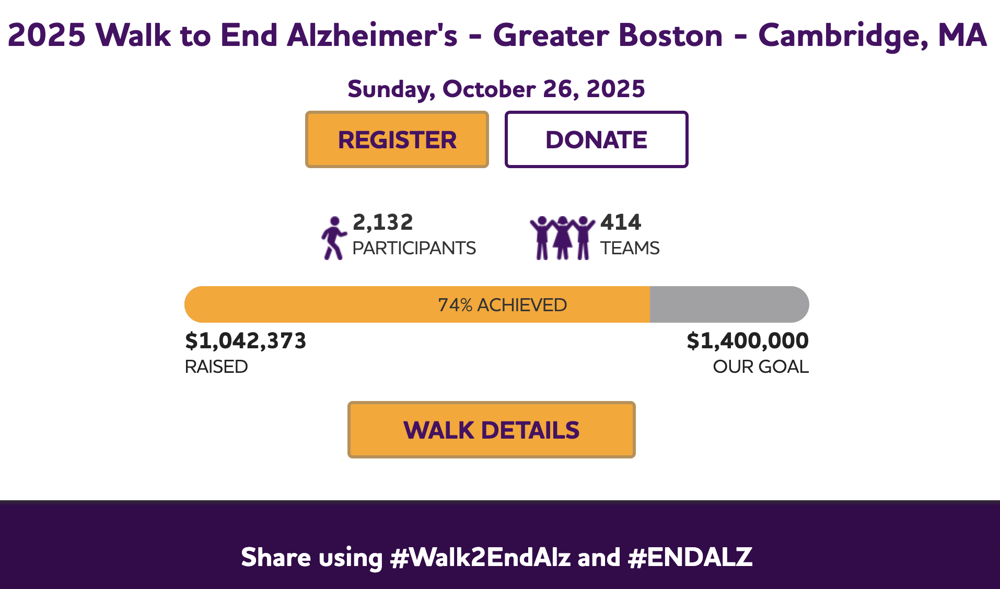 2025 Walk to End Alzheimer's - Greater Boston - Cambridge, MA
Sunday, October 26, 2025
REGISTER
DONATE
2,132
PARTICIPANTS
414
TEAMS
74% ACHIEVED
$1,042,373
RAISED
$1,400,000
OUR GOAL
WALK DETAILS
Share using #Walk2EndAlz and #ENDALZ